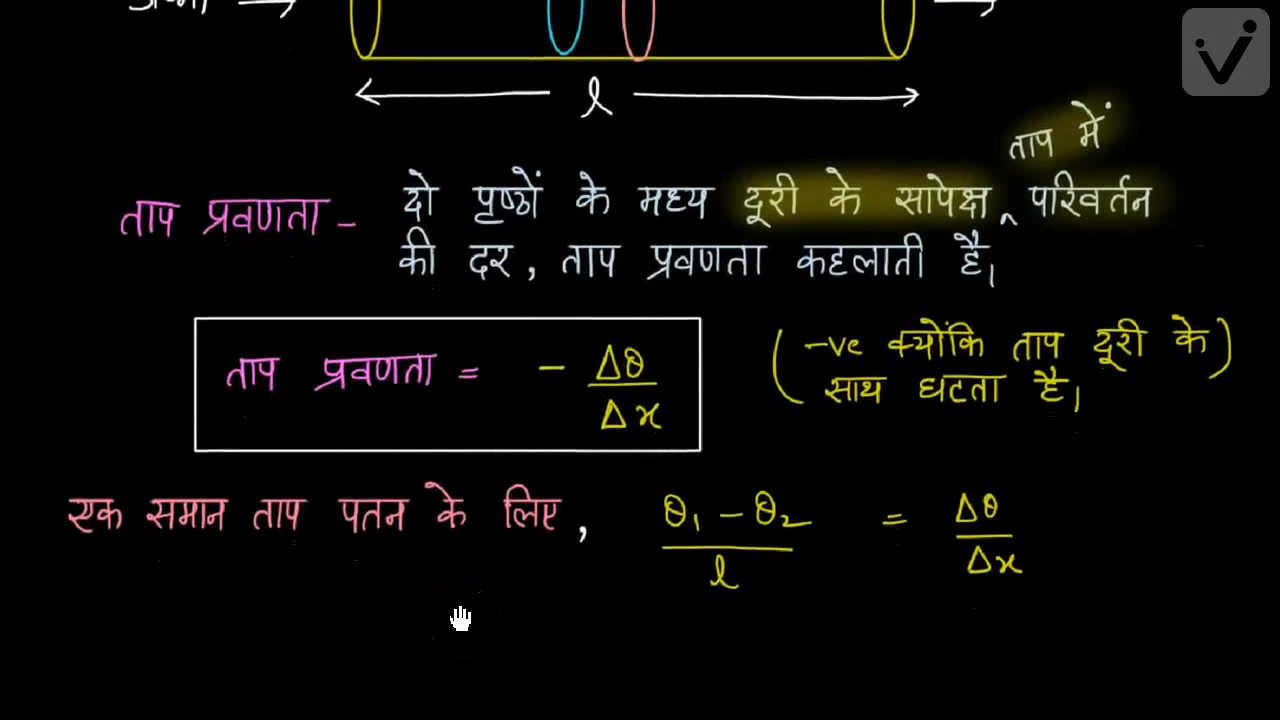 l
ताप में
ताप प्रवणता - दो पृष्ठों के मध्य दूरी के सापेक्ष ^ परिवर्तन
की दर, ताप प्रवणता कहलाती है।
ताप प्रवणता = - Δθ/Δx
(-ve क्योंकि ताप दूरी के
साथ घटता है।)
एक समान ताप पतन के लिए, θ₁ - θ₂/l = Δθ/Δx